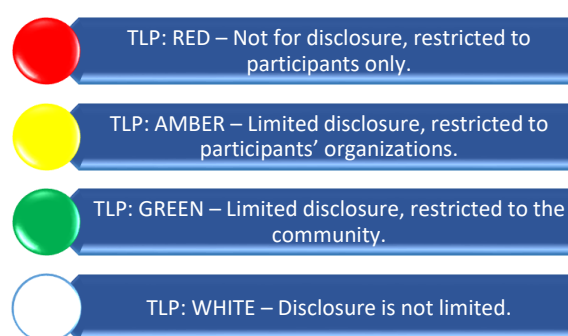 TLP: RED – Not for disclosure, restricted to
participants only.
TLP: AMBER – Limited disclosure, restricted to
participants’ organizations.
TLP: GREEN – Limited disclosure, restricted to the
community.
TLP: WHITE – Disclosure is not limited.